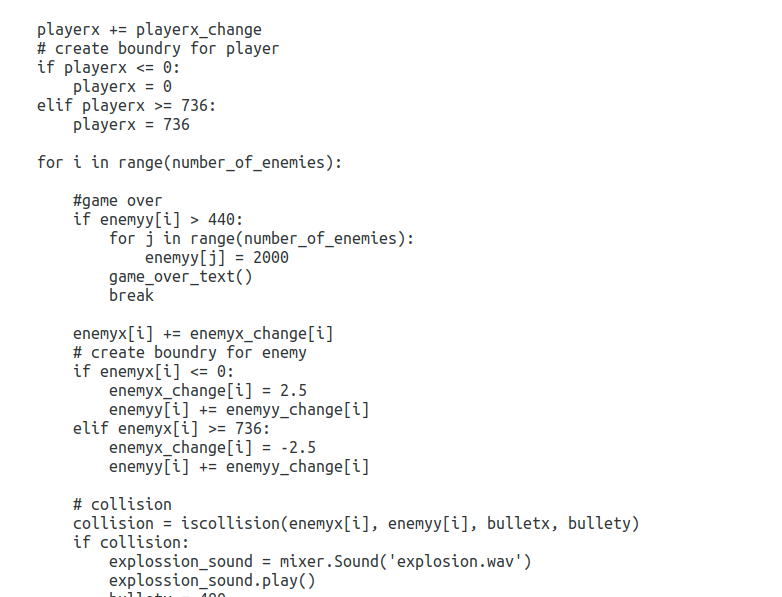 playerx += playerx_change
# create boundry for player
if playerx <= 0:
    playerx = 0
elif playerx >= 736:
    playerx = 736

for i in range(number_of_enemies):

    #game over
    if enemyy[i] > 440:
        for j in range(number_of_enemies):
            enemyy[j] = 2000
        game_over_text()
        break

    enemyx[i] += enemyx_change[i]
    # create boundry for enemy
    if enemyx[i] <= 0:
        enemyx_change[i] = 2.5
        enemyy[i] += enemyy_change[i]
    elif enemyx[i] >= 736:
        enemyx_change[i] = -2.5
        enemyy[i] += enemyy_change[i]

    # collision
    collision = iscollision(enemyx[i], enemyy[i], bulletx, bullety)
    if collision:
        explossion_sound = mixer.Sound('explosion.wav')
        explossion_sound.play()